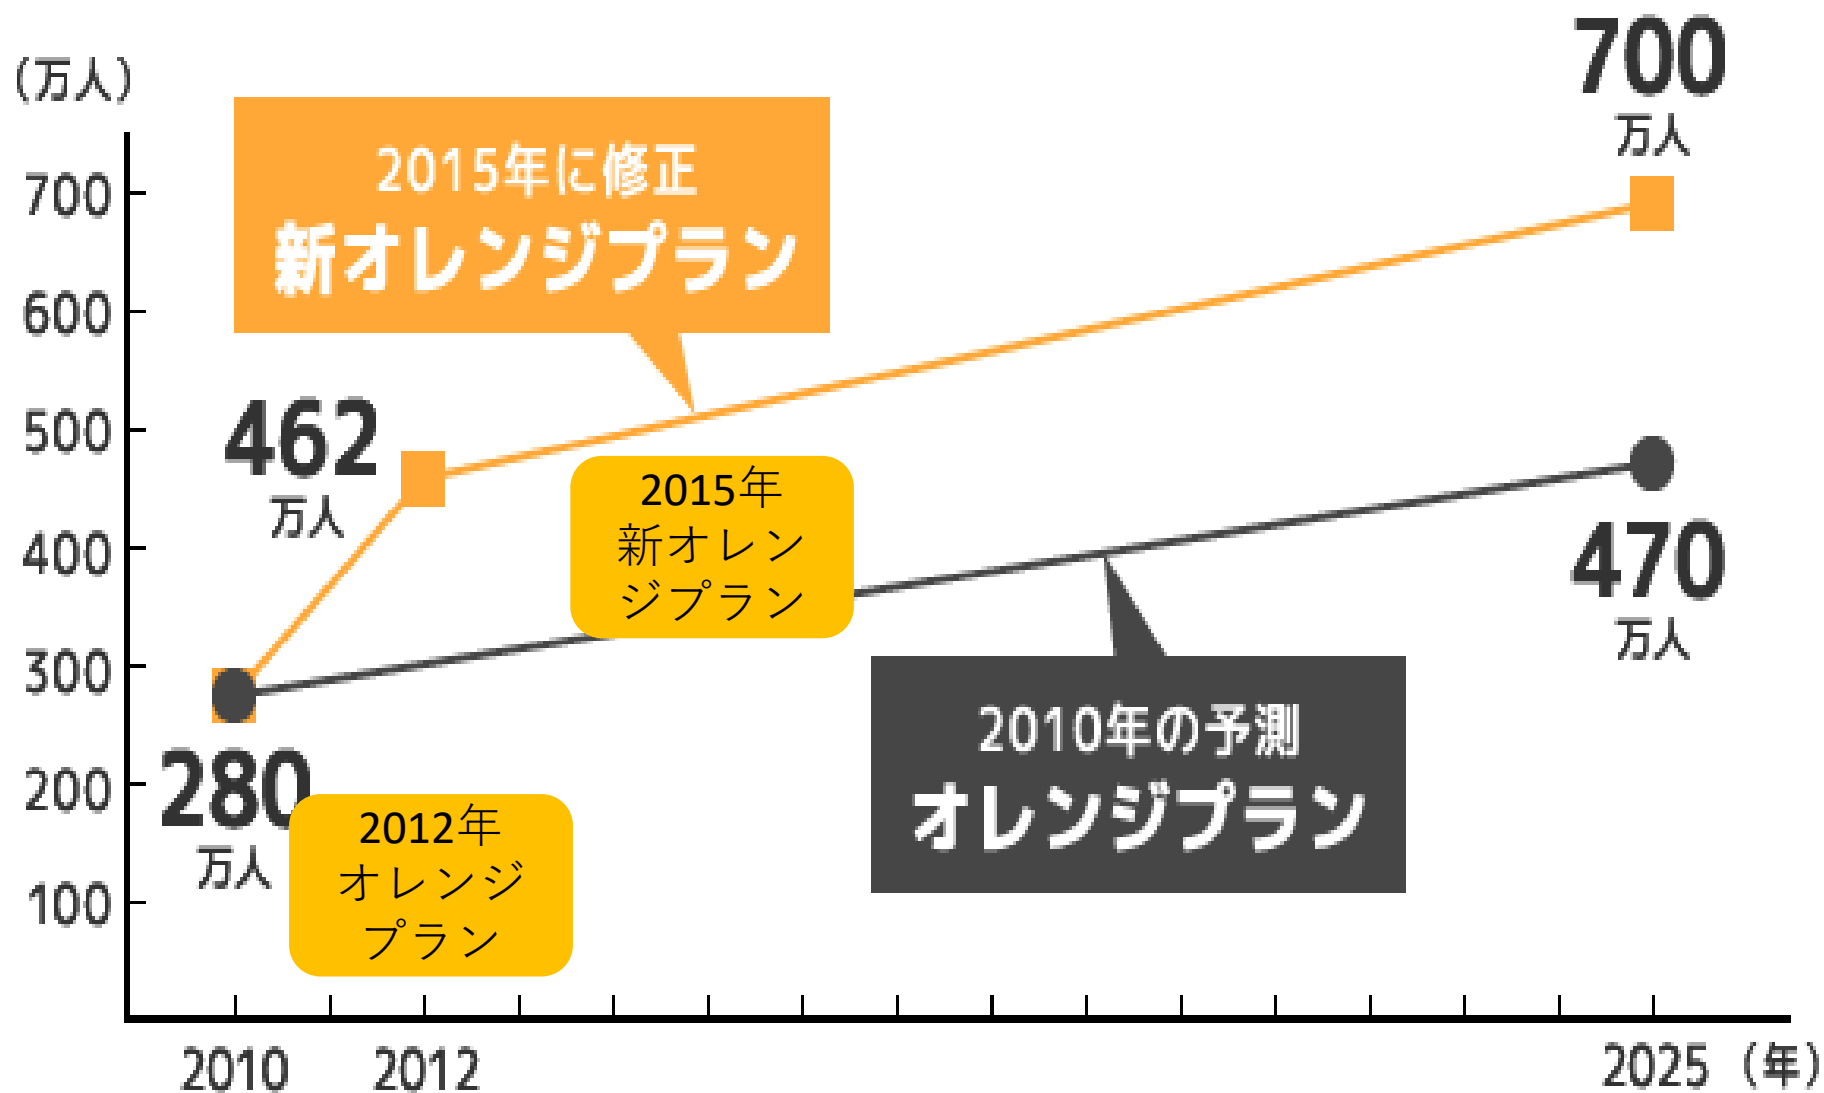 (万人)
700
600
500
400
300
200
100
2015年に修正
新オレンジプラン
700
万人
462
万人
2015年
新オレン
ジプラン
470
万人
280
万人
2012年
オレンジ
プラン
2010年の予測
オレンジプラン
2010
2012
2025
(年)